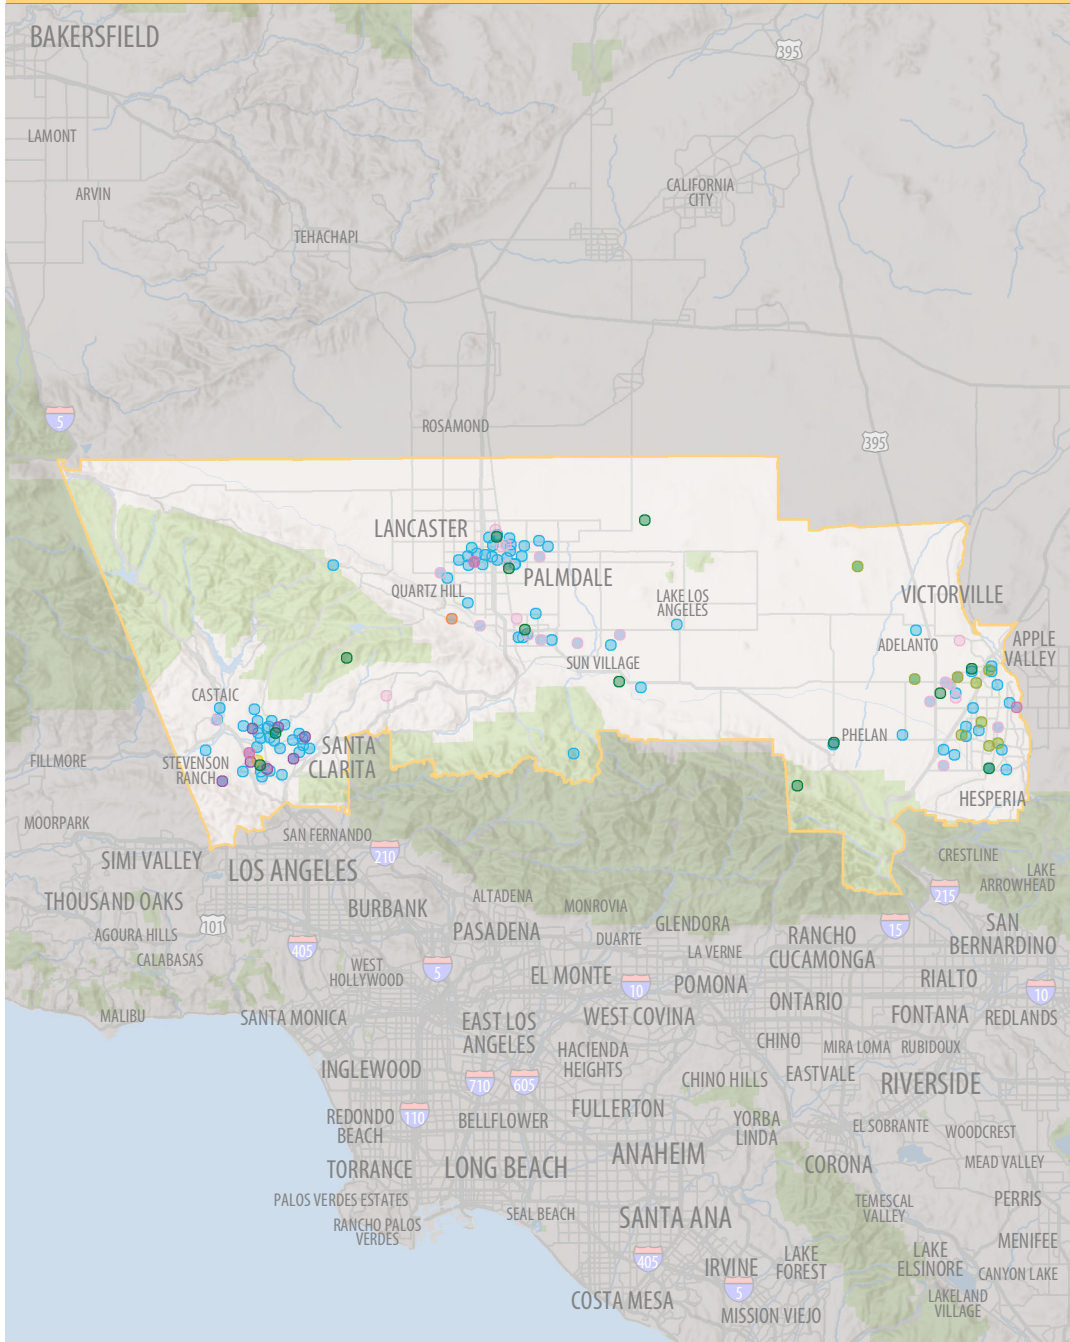 BAKERSFIELD
395
LAMONT
CALIFORNIA
CITY
ARVIN
TEHACHAPI
5
ROSAMOND
395
LANCASTER
PALMDALE
QUARTZ HILL
LAKE LOS
ANGELES
VICTORVILLE
ADELANTO
APPLE
VALLEY
SUN VILLAGE
CASTAIC
PHELAN
SANTA
CLARITA
FILLMORE
STEVENSON
RANCH
HESPERIA
MOORPARK
SAN FERNANDO
SIMI VALLEY
LOS ANGELES
210
CRESTLINE
LAKE
ARROWHEAD
215
THOUSAND OAKS
ALTADENA
BURBANK
MONROVIA
101
GLENDORA
15
SAN
BERNARDINO
AGOURA HILLS
PASADENA
DUARTE
RANCHO
CUCAMONGA
405
LA VERNE
CALABASAS
WEST
HOLLYWOOD
5
EL MONTE
10
POMONA
RIALTO
10
ONTARIO
MALIBU
SANTA MONICA
EAST LOS
ANGELES
WEST COVINA
FONTANA
REDLANDS
CHINO
MIRA LOMA
RUBIDOUX
HACIENDA
HEIGHTS
INGLEWOOD
710
605
CHINO HILLS
EASTVALE
RIVERSIDE
REDONDO
BEACH
110
BELLFLOWER
FULLERTON
YORBA
LINDA
EL SOBRANTE
WOODCREST
ANAHEIM
TORRANCE
LONG BEACH
CORONA
MEAD VALLEY
PALOS VERDES ESTATES
SEAL BEACH
SANTA ANA
TEMESCAL
VALLEY
PERRIS
RANCHO PALOS
VERDES
MENIFEE
405
IRVINE
LAKE
FOREST
LAKE
ELSINORE
CANYON LAKE
5
COSTA MESA
MISSION VIEJO
LAKELAND
VILLAGE